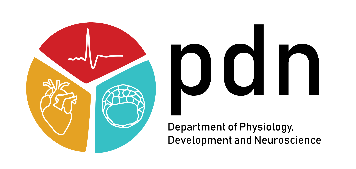 pdn
Department of Physiology,
Development and Neuroscience